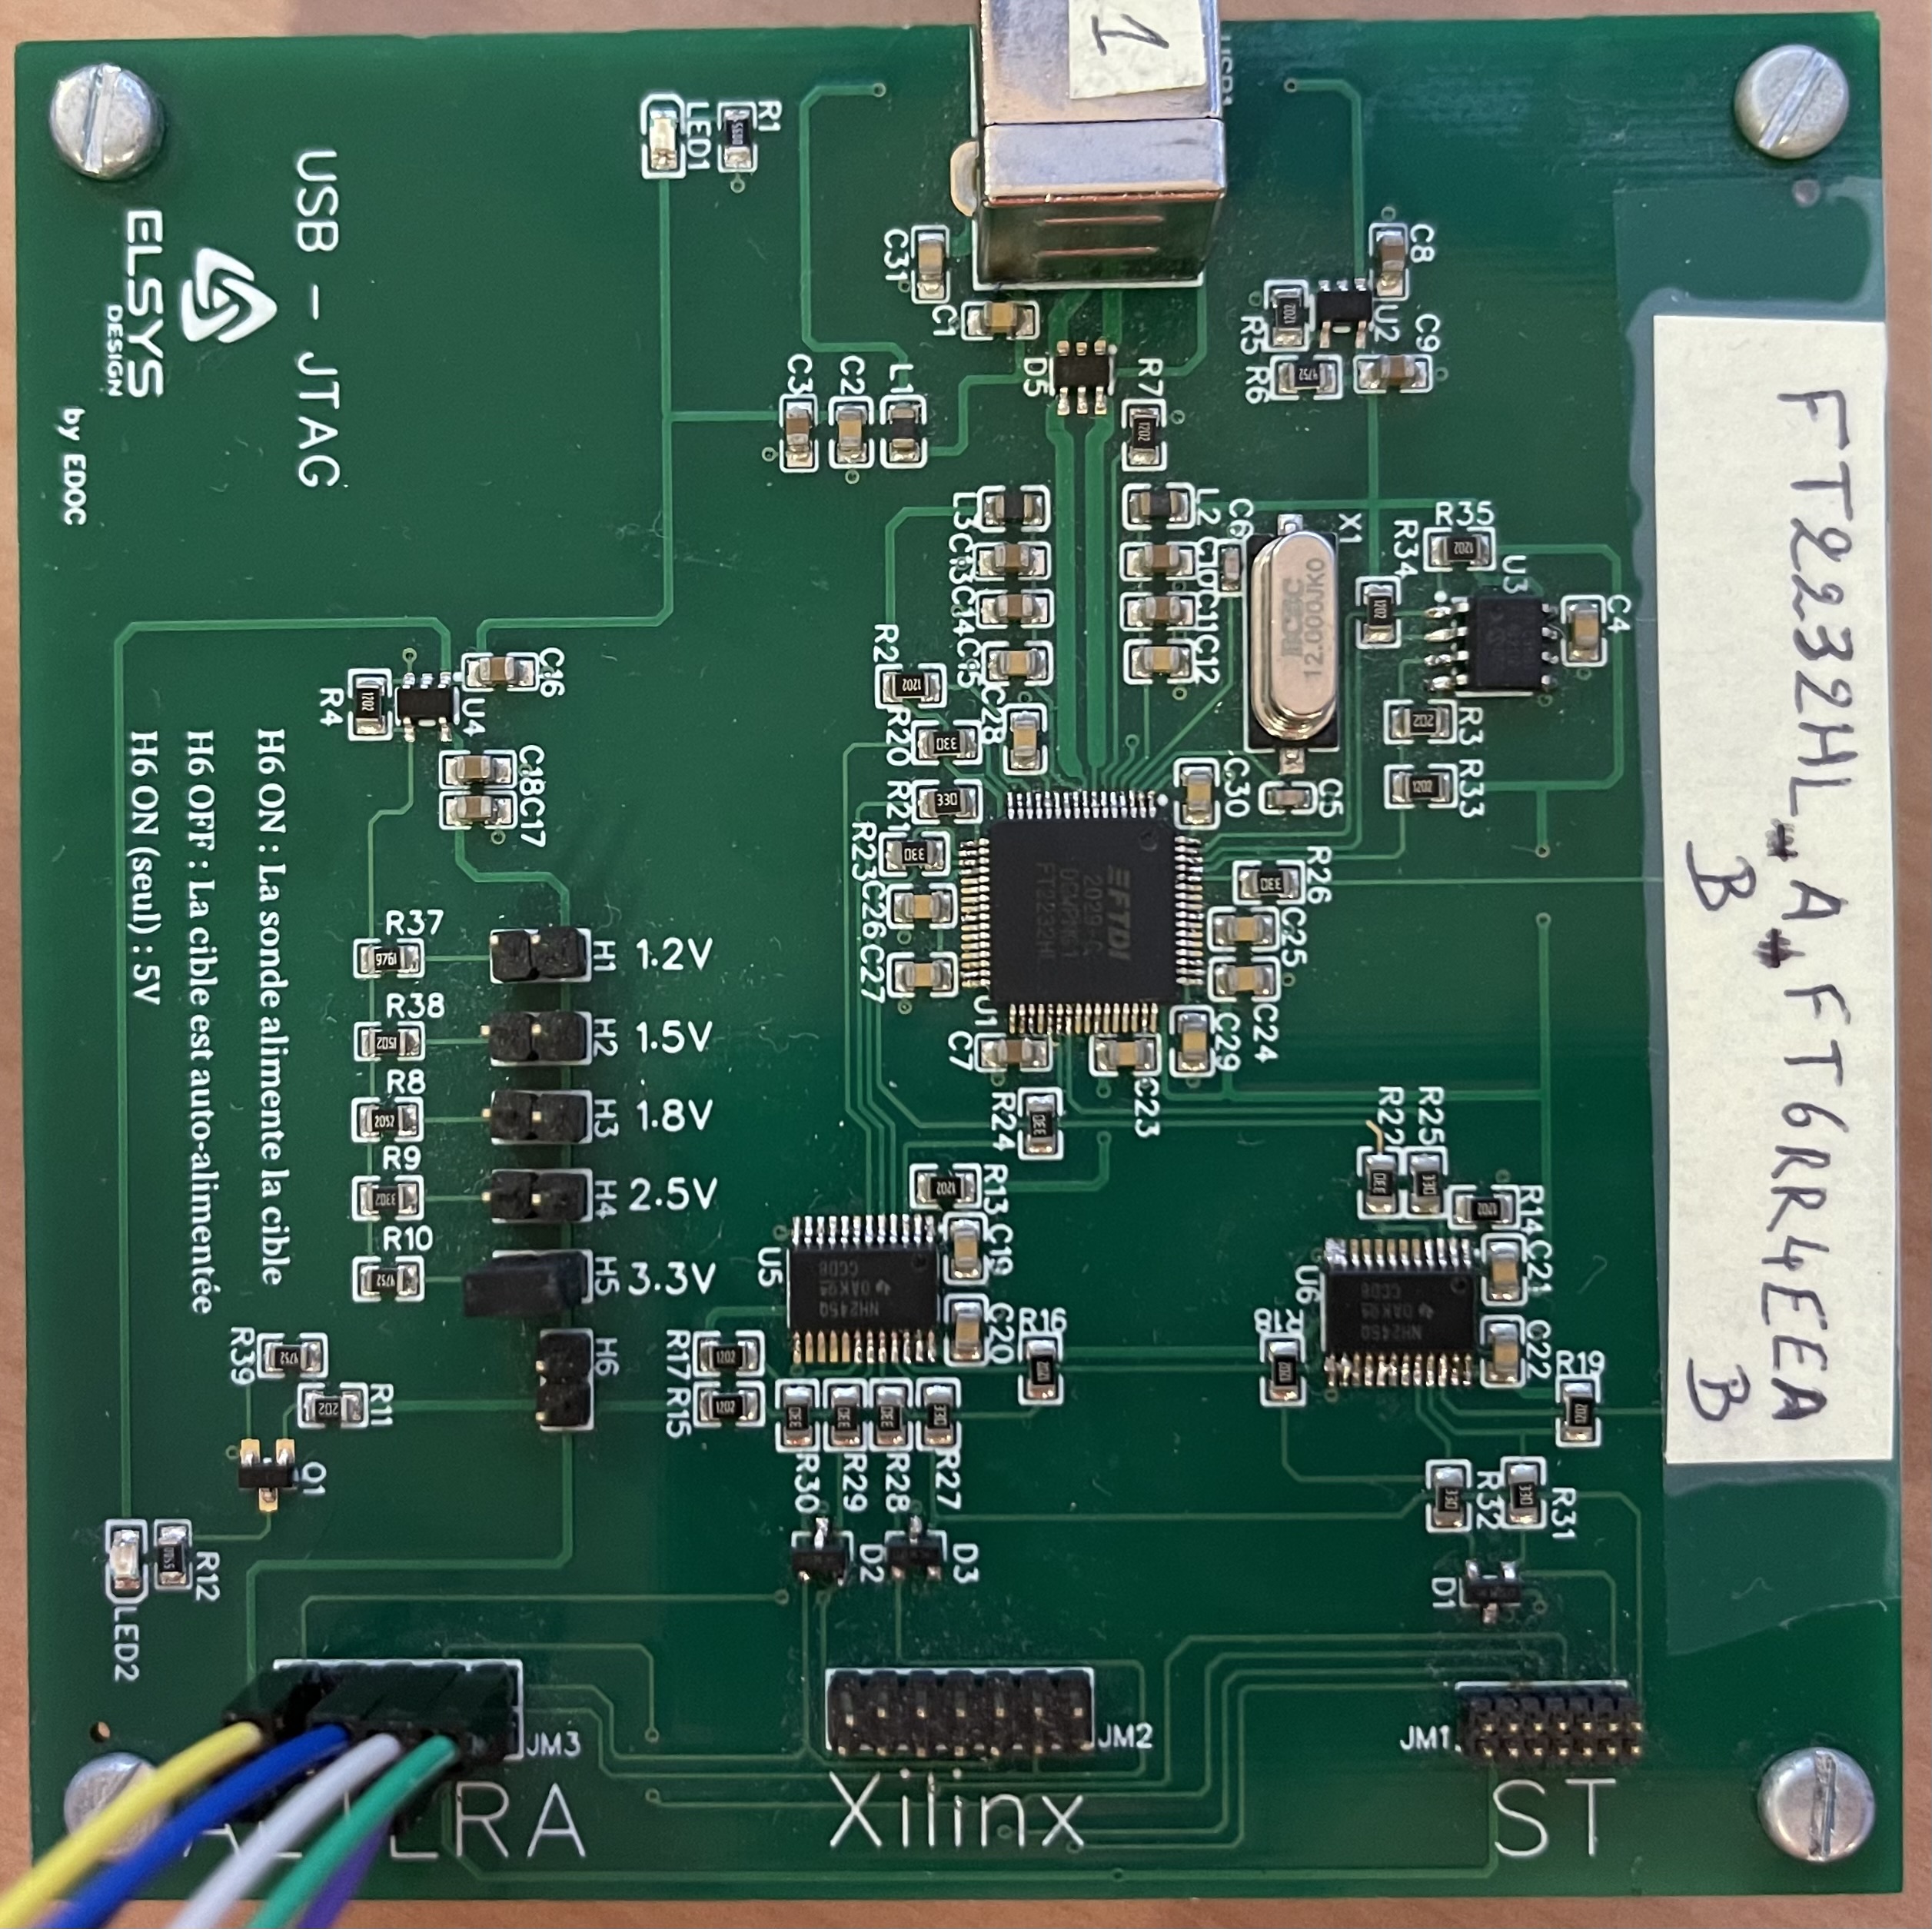 1
USB - JTAG
ELSYS
DESIGN
by EDOC
LED1
R1
C31
C1
C8
U2
C9
R5
R6
C3
C2
L1
D5
R7
L3
C13
C14
C15
L2
C10
C11
C12
C6
X1
12.000JK0
R34
R35
U3
C4
R3
R33
C5
C30
R2
R20
R21
R23
C28
C26
C27
FTDI
2029-C
FT2232HL
U1
C7
R24
C23
C29
C24
C25
R26
FT2232HL_A_FT6RR4EEA
B
B
C16
U4
R4
C18
C17
H6 ON : La sonde alimente la cible
H6 OFF : La cible est auto-alimentée
H6 ON (seul) : 5V
R37
H1 1.2V
R38
H2 1.5V
R8
H3 1.8V
R9
H4 2.5V
R10
H5 3.3V
H6
R39
R11
Q1
R12
LED2
R13
C19
C20
U5
NH245Q
R16
R17
R15
R30
R29
R28
R27
D2
D3
R22
R25
R14
C21
C22
U6
NH245Q
R18
R19
R32
R31
D1
JM3
JM2
JM1
Xilinx
ST